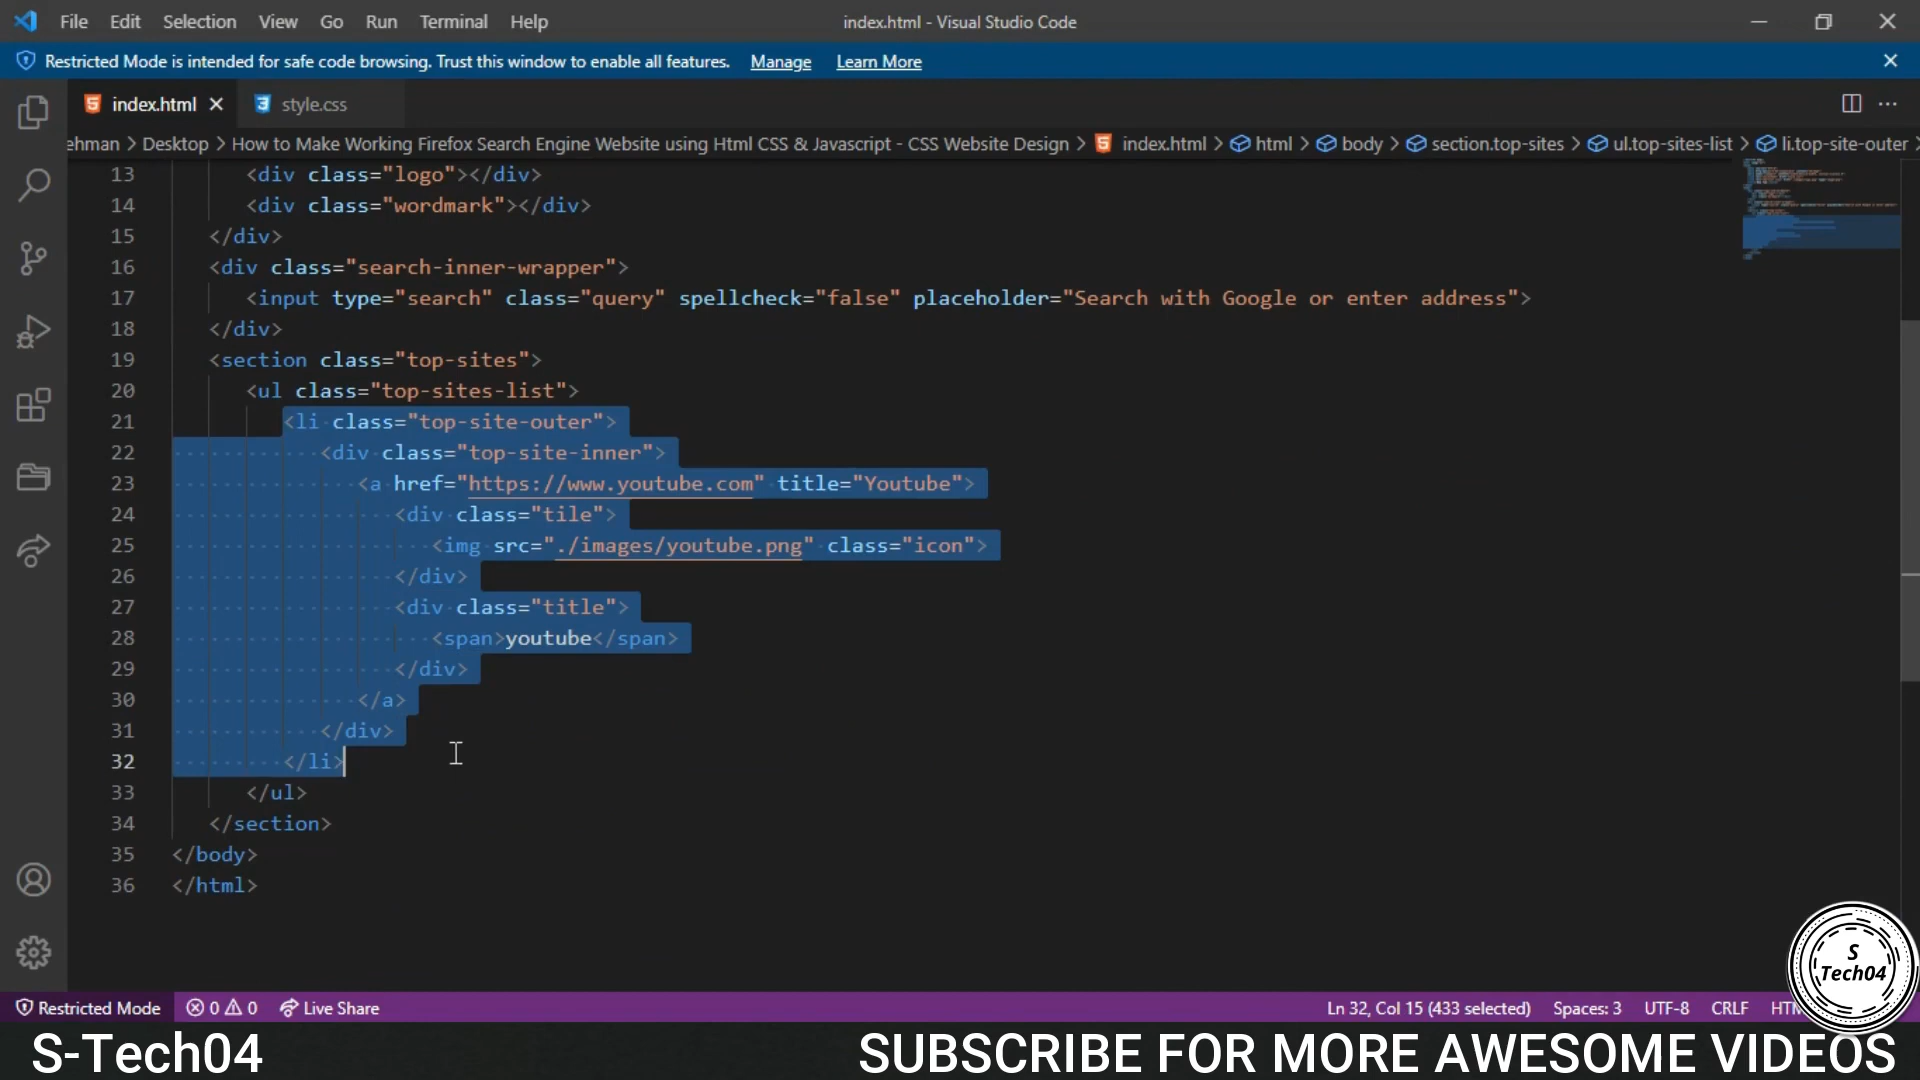 File Edit Selection View Go Run Terminal Help index.html - Visual Studio Code
Restricted Mode is intended for safe code browsing. Trust this window to enable all features. Manage Learn More
index.html style.css
ehman > Desktop > How to Make Working Firefox Search Engine Website using Html CSS & Javascript - CSS Website Design > index.html > html > body > section.top-sites > ul.top-sites-list > li.top-site-outer >
13 <div class="logo"></div>
14 <div class="wordmark"></div>
15 </div>
16 <div class="search-inner-wrapper">
17 <input type="search" class="query" spellcheck="false" placeholder="Search with Google or enter address">
18 </div>
19 <section class="top-sites">
20 <ul class="top-sites-list">
21 <li class="top-site-outer">
22 <div class="top-site-inner">
23 <a href="https://www.youtube.com" title="Youtube">
24 <div class="tile">
25 <img src="./images/youtube.png" class="icon">
26 </div>
27 <div class="title">
28 <span>youtube</span>
29 </div>
30 </a>
31 </div>
32 </li>
33 </ul>
34 </section>
35 </body>
36 </html>
S
Tech04
Restricted Mode 0 0 Live Share Ln 32, Col 15 (433 selected) Spaces: 3 UTF-8 CRLF
S-Tech04 SUBSCRIBE FOR MORE AWESOME VIDEOS